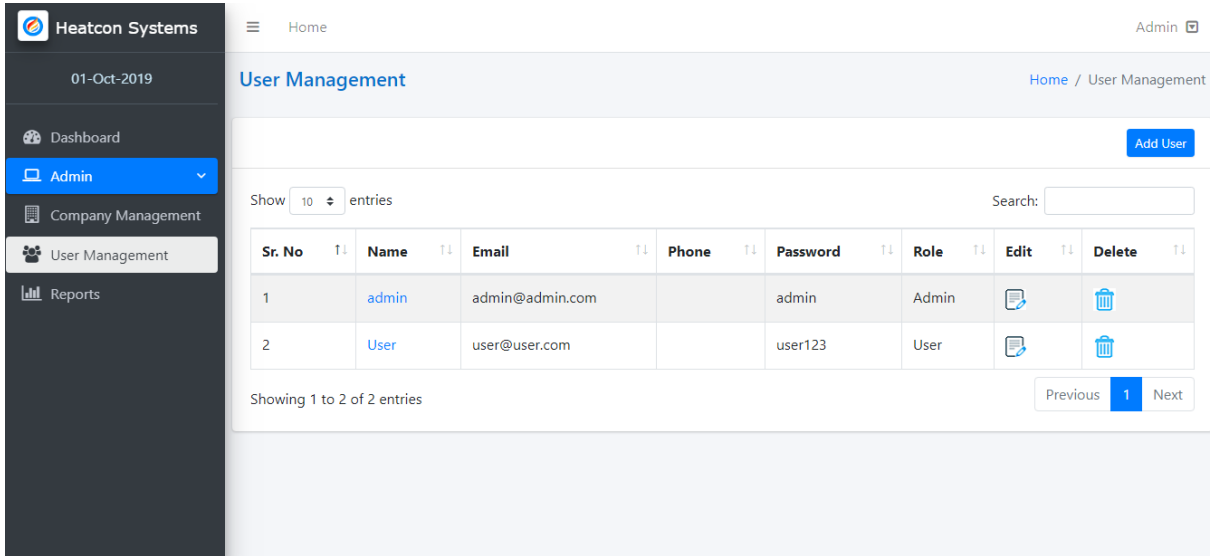 Heatcon Systems
Home
Admin
01-Oct-2019
User Management
Home / User Management
Dashboard
Admin
Company Management
User Management
Reports
Add User
Show 10 entries
Search:
Sr. No Name Email Phone Password Role Edit Delete
1 admin admin@admin.com admin Admin
2 User user@user.com user123 User
Showing 1 to 2 of 2 entries
Previous 1 Next